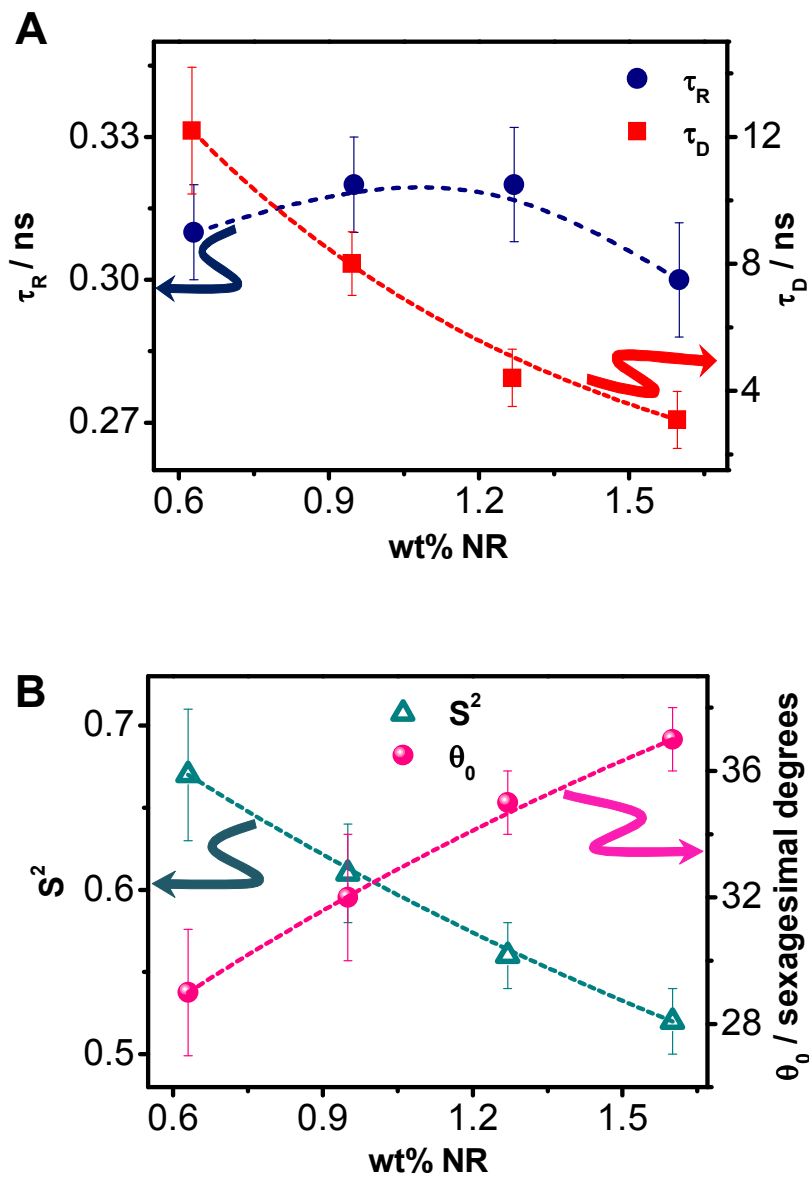 A
τR
τD
0.33
0.30
0.27
τR / ns
12
8
4
τD / ns
0.6 0.9 1.2 1.5
wt% NR
B
S²
θ0
0.7
0.6
0.5
S²
36
32
28
θ0 / sexagesimal degrees
0.6 0.9 1.2 1.5
wt% NR